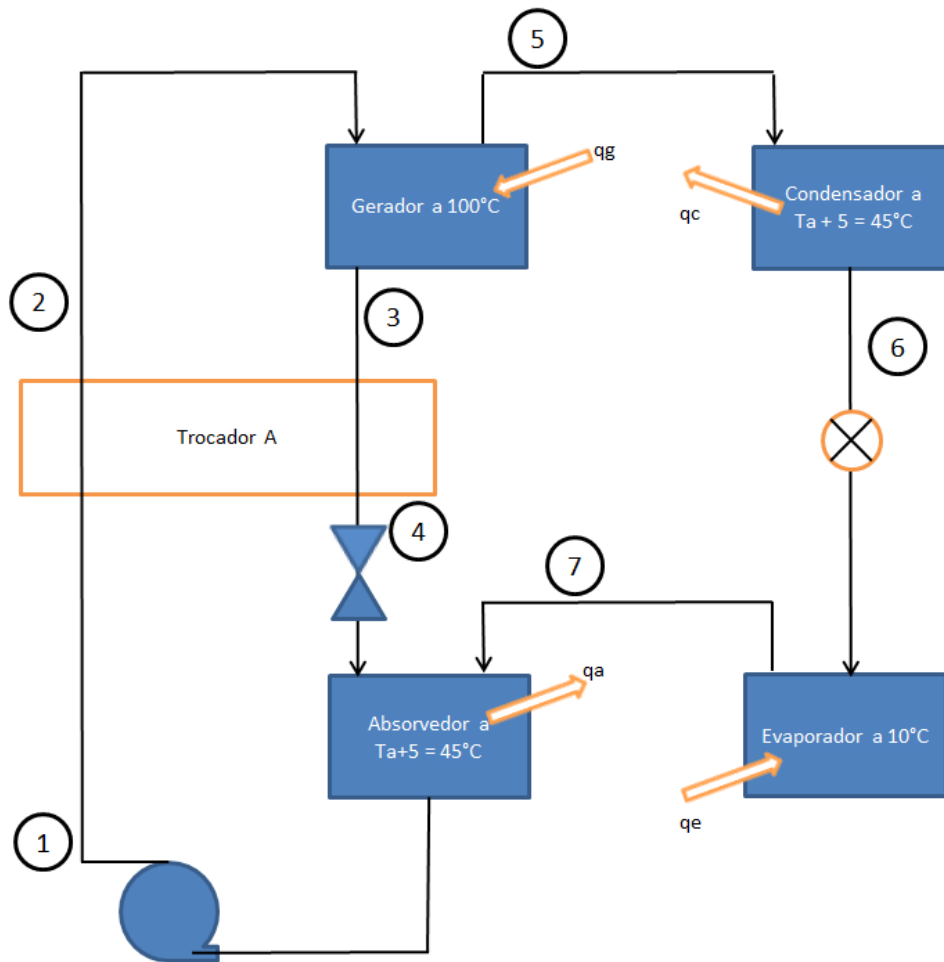 5
qg
Gerador a 100°C
qc
Condensador a
Ta + 5 = 45°C
2
3
6
Trocador A
4
7
qa
Absorvedor a
Ta+5 = 45°C
Evaporador a 10°C
qe
1